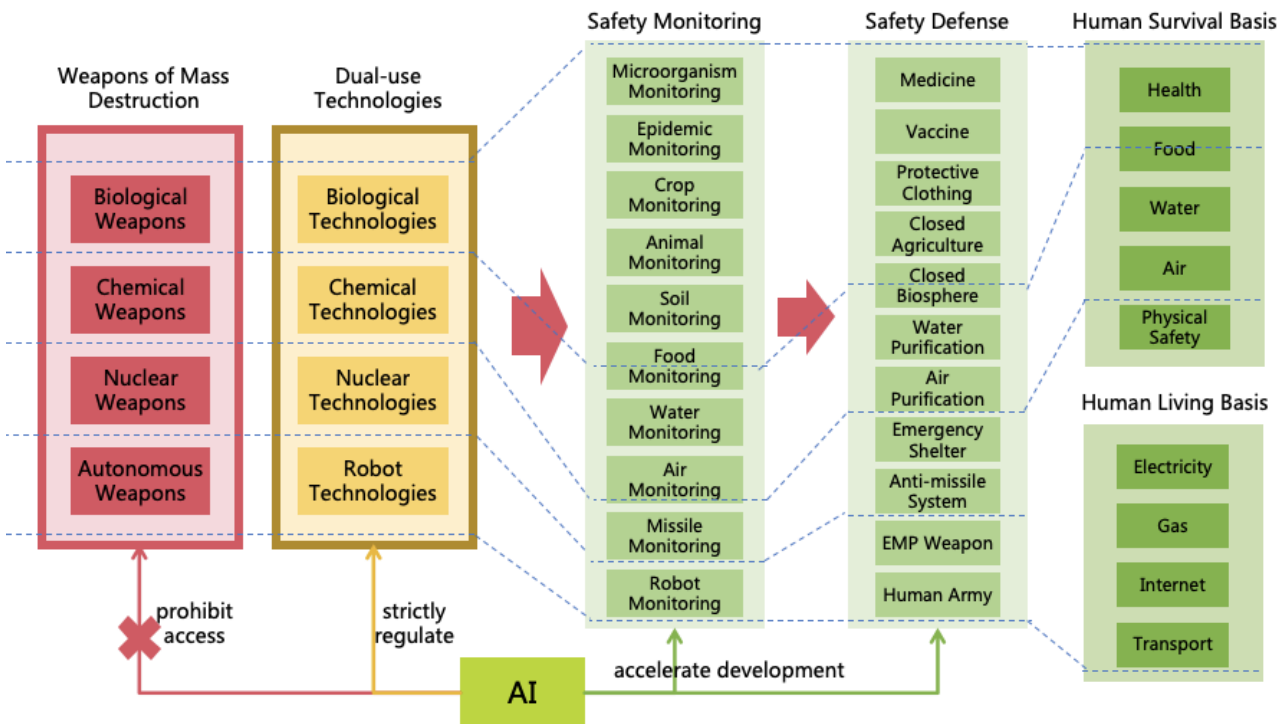 Weapons of Mass
Destruction
Biological
Weapons
Chemical
Weapons
Nuclear
Weapons
Autonomous
Weapons
Dual-use
Technologies
Biological
Technologies
Chemical
Technologies
Nuclear
Technologies
Robot
Technologies
Safety Monitoring
Microorganism
Monitoring
Epidemic
Monitoring
Crop
Monitoring
Animal
Monitoring
Soil
Monitoring
Food
Monitoring
Water
Monitoring
Air
Monitoring
Missile
Monitoring
Robot
Monitoring
Safety Defense
Medicine
Vaccine
Protective
Clothing
Closed
Agriculture
Closed
Biosphere
Water
Purification
Air
Purification
Emergency
Shelter
Anti-missile
System
EMP Weapon
Human Army
Human Survival Basis
Health
Food
Water
Air
Physical
Safety
Human Living Basis
Electricity
Gas
Internet
Transport
prohibit
access
strictly
regulate
AI
accelerate development